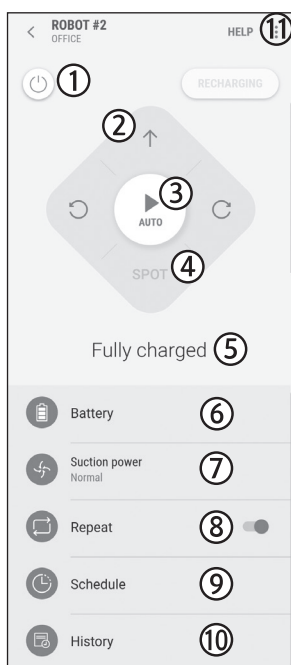 ROBOT #2
OFFICE
HELP ⑪
① RECHARGING
②
③
AUTO
SPOT ④
Fully charged ⑤
Battery ⑥
Suction power ⑦
Normal
Repeat ⑧
Schedule ⑨
History ⑩